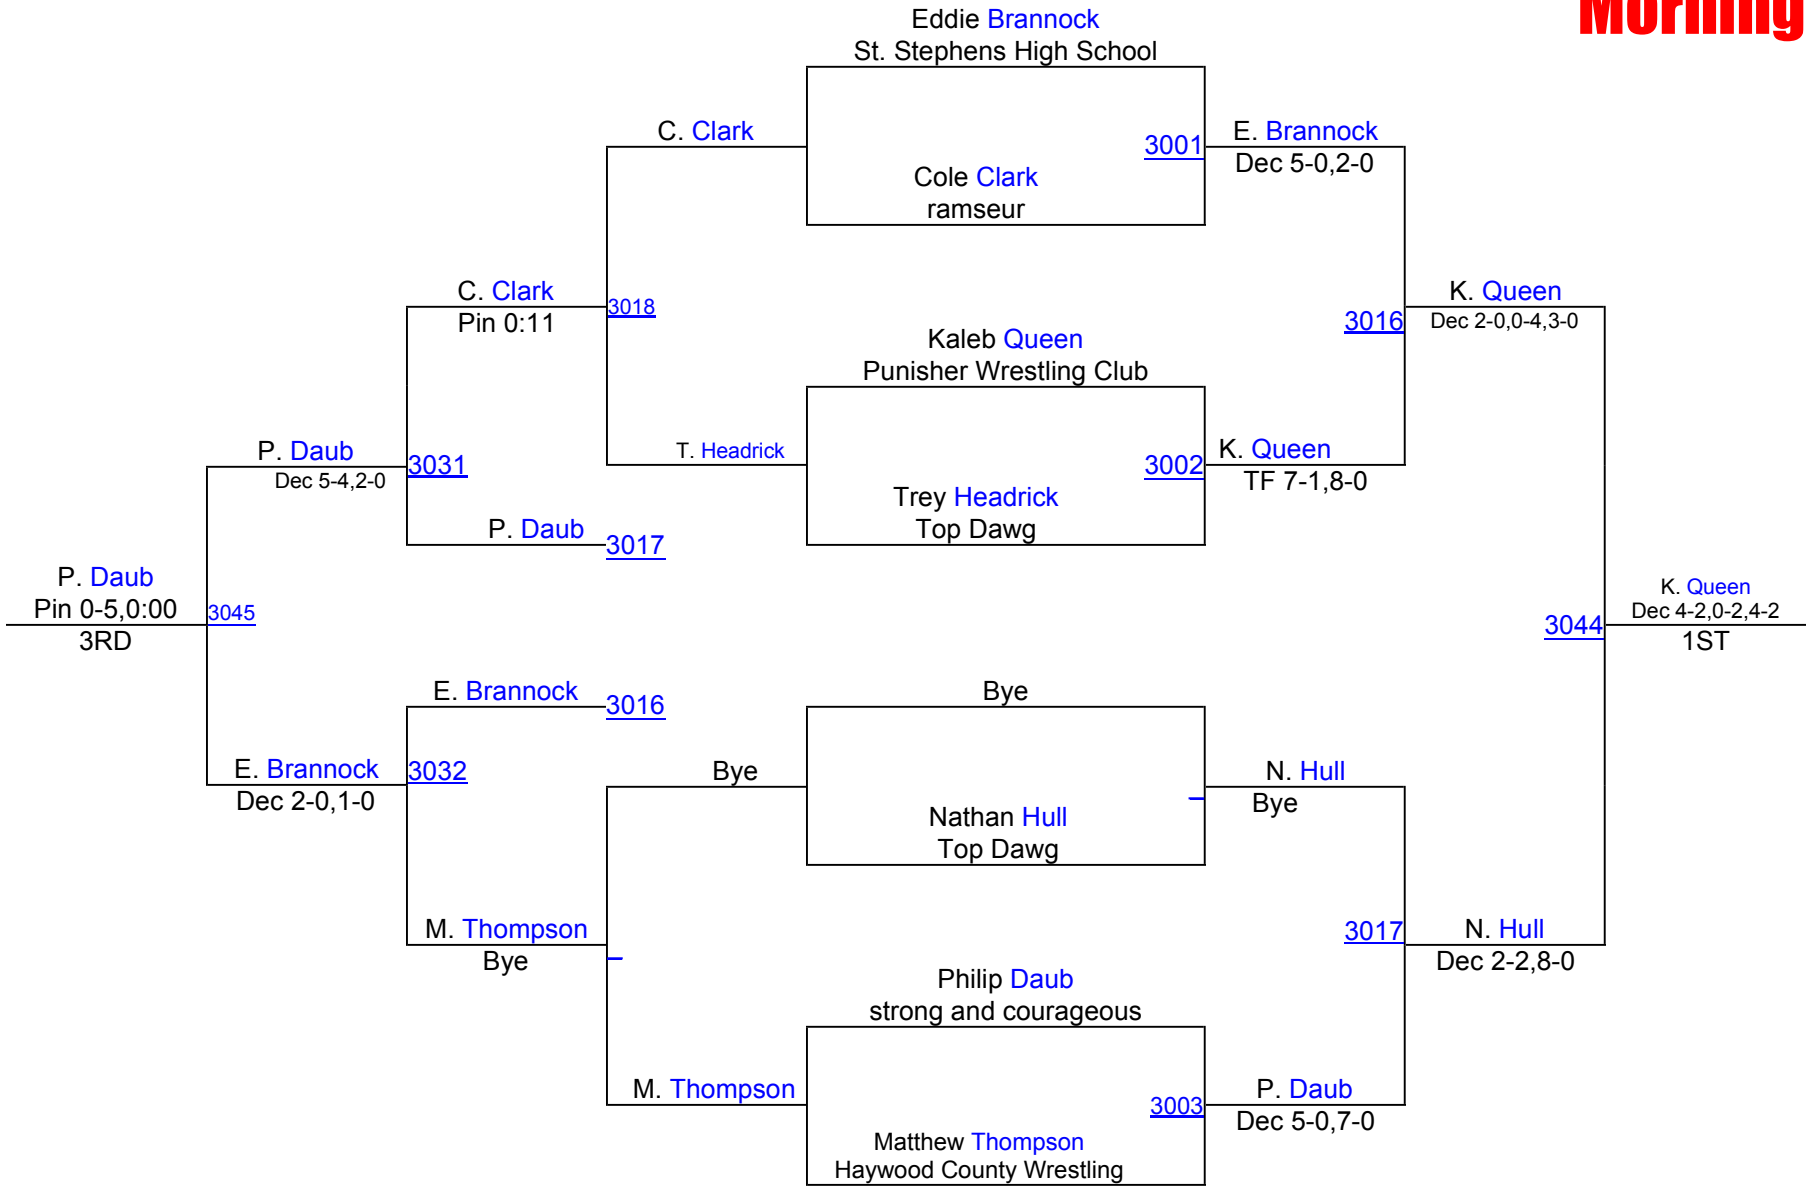 Morning
Eddie Brannock
St. Stephens High School
C. Clark
3001
E. Brannock
Dec 5-0,2-0
Cole Clark
ramseur
C. Clark
Pin 0:11
3018
K. Queen
Dec 2-0,0-4,3-0
3016
Kaleb Queen
Punisher Wrestling Club
P. Daub
Dec 5-4,2-0
3031
T. Headrick
3002
K. Queen
TF 7-1,8-0
Trey Headrick
Top Dawg
P. Daub
3017
P. Daub
Pin 0-5,0:00
3RD
3045
K. Queen
Dec 4-2,0-2,4-2
1ST
3044
E. Brannock
3016
Bye
E. Brannock
Dec 2-0,1-0
3032
Bye
N. Hull
Bye
Nathan Hull
Top Dawg
M. Thompson
Bye
3017
N. Hull
Dec 2-2,8-0
Philip Daub
strong and courageous
M. Thompson
3003
P. Daub
Dec 5-0,7-0
Matthew Thompson
Haywood County Wrestling